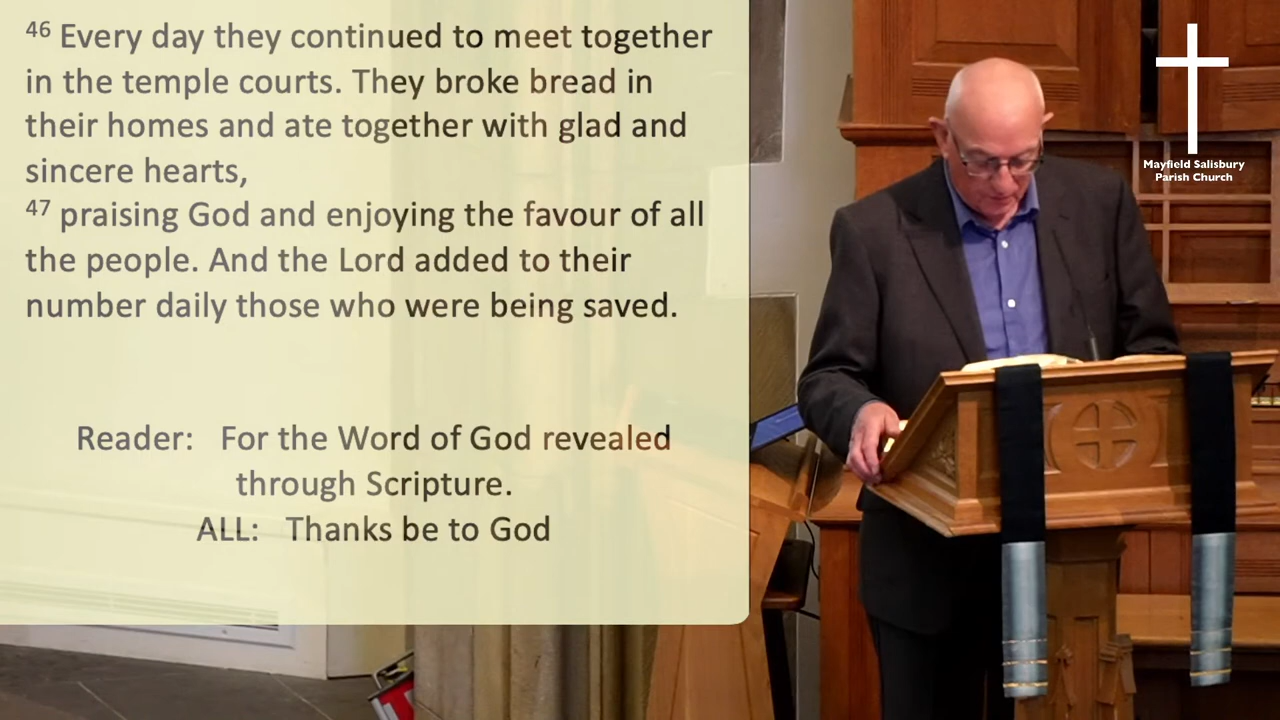 46 Every day they continued to meet together
in the temple courts. They broke bread in
their homes and ate together with glad and
sincere hearts,
47 praising God and enjoying the favour of all
the people. And the Lord added to their
number daily those who were being saved.
Reader: For the Word of God revealed
through Scripture.
ALL: Thanks be to God
Mayfield Salisbury
Parish Church